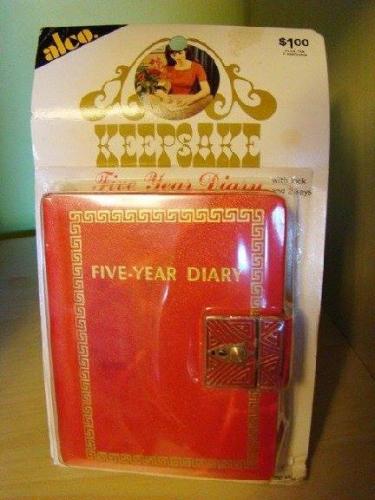 alco.
$1.00
KEEPSAKE
Five Year Diary
with lock
and 2 keys
FIVE-YEAR DIARY